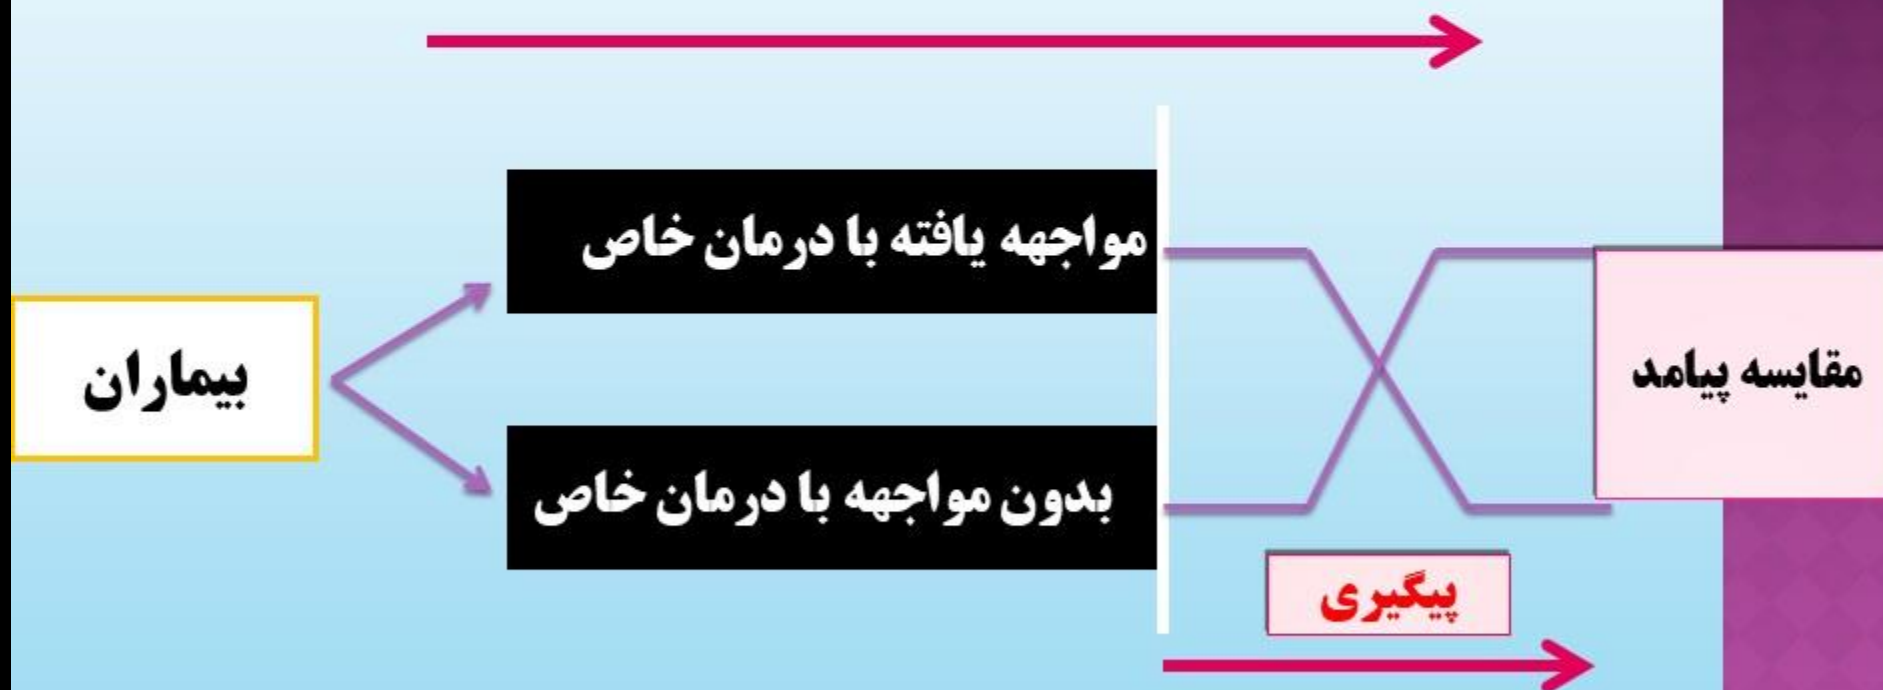 مواجهه یافته با درمان خاص
بیماران
مقایسه پیامد
بدون مواجهه با درمان خاص
پیگیری